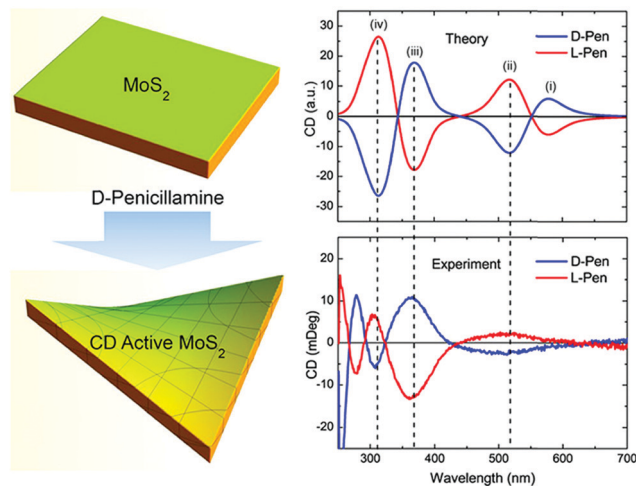 MoS₂
D-Penicillamine
CD Active MoS₂
(iv)
(iii)
(ii)
(i)
Theory
D-Pen
L-Pen
CD (a.u.)
30
20
10
0
-10
-20
-30
Experiment
D-Pen
L-Pen
CD (mDeg)
20
10
0
-10
-20
300
400
500
600
700
Wavelength (nm)